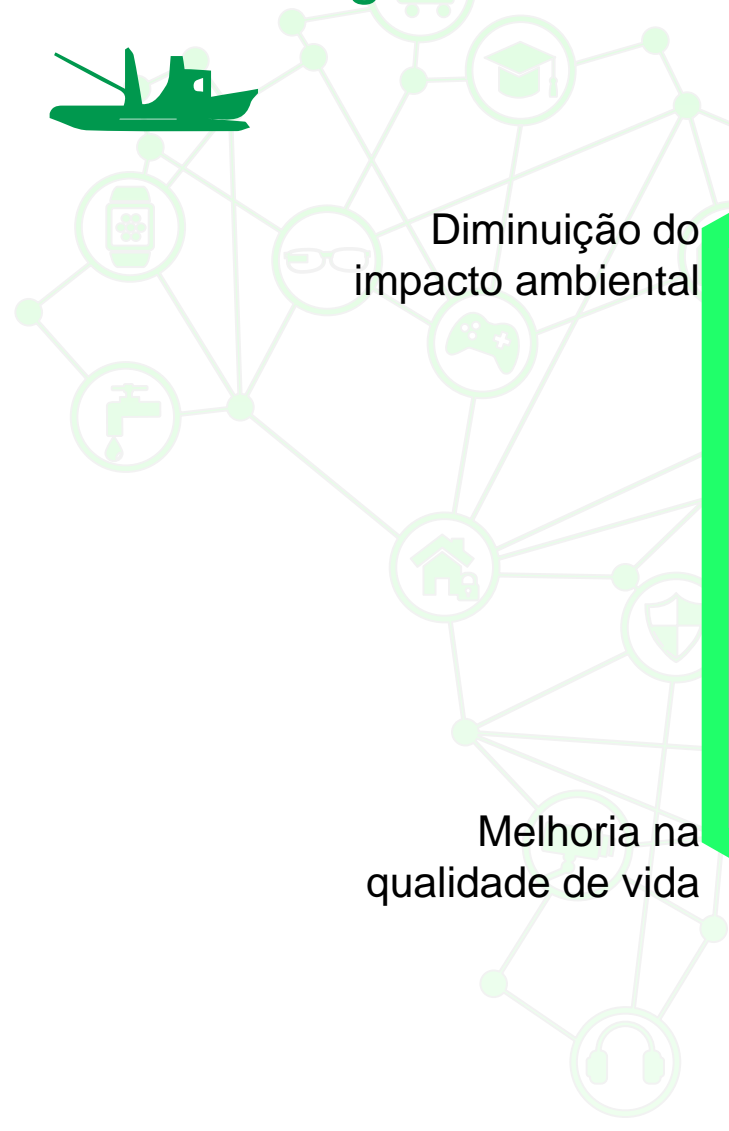 Diminuição do
impacto ambiental
Melhoria na
qualidade de vida